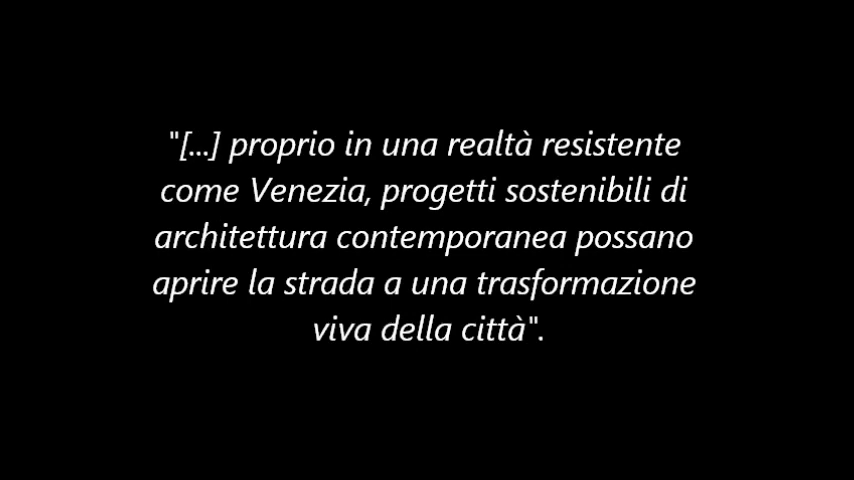 "[...] proprio in una realtà resistente
come Venezia, progetti sostenibili di
architettura contemporanea possano
aprire la strada a una trasformazione
viva della città".